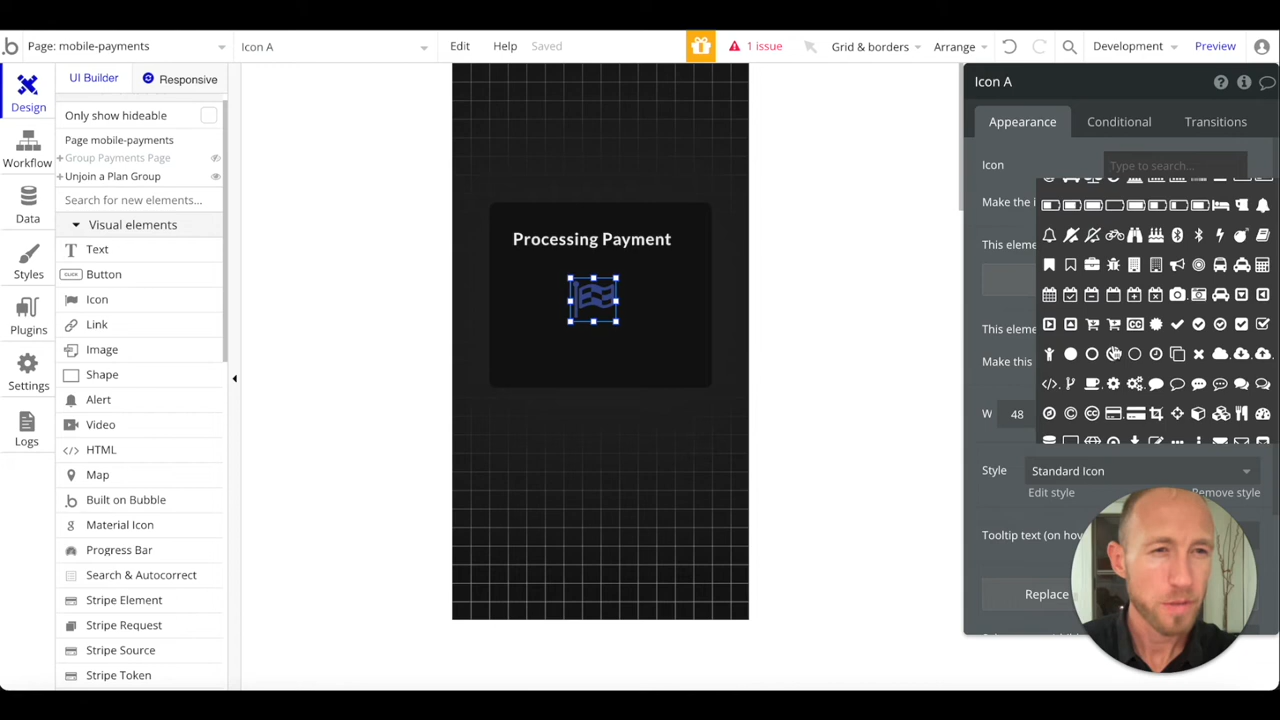 Page: mobile-payments
Icon A
Edit
Help
Saved
1 issue
Grid & borders
Arrange
Development
Preview
Design
Workflow
Data
Styles
Plugins
Settings
Logs
UI Builder
Responsive
Only show hideable
Page mobile-payments
Group Payments Page
Unjoin a Plan Group
Search for new elements...
Visual elements
Text
CLICK
Button
Icon
Link
Image
Shape
Alert
Video
HTML
Map
Built on Bubble
Material Icon
Progress Bar
Search & Autocorrect
Stripe Element
Stripe Request
Stripe Source
Stripe Token
Processing Payment
Icon A
Appearance
Conditional
Transitions
Icon
Type to search...
Make the i
This elem
This elem
Make this
W
48
Style
Standard Icon
Edit style
Remove style
Tooltip text (on hov
Replace